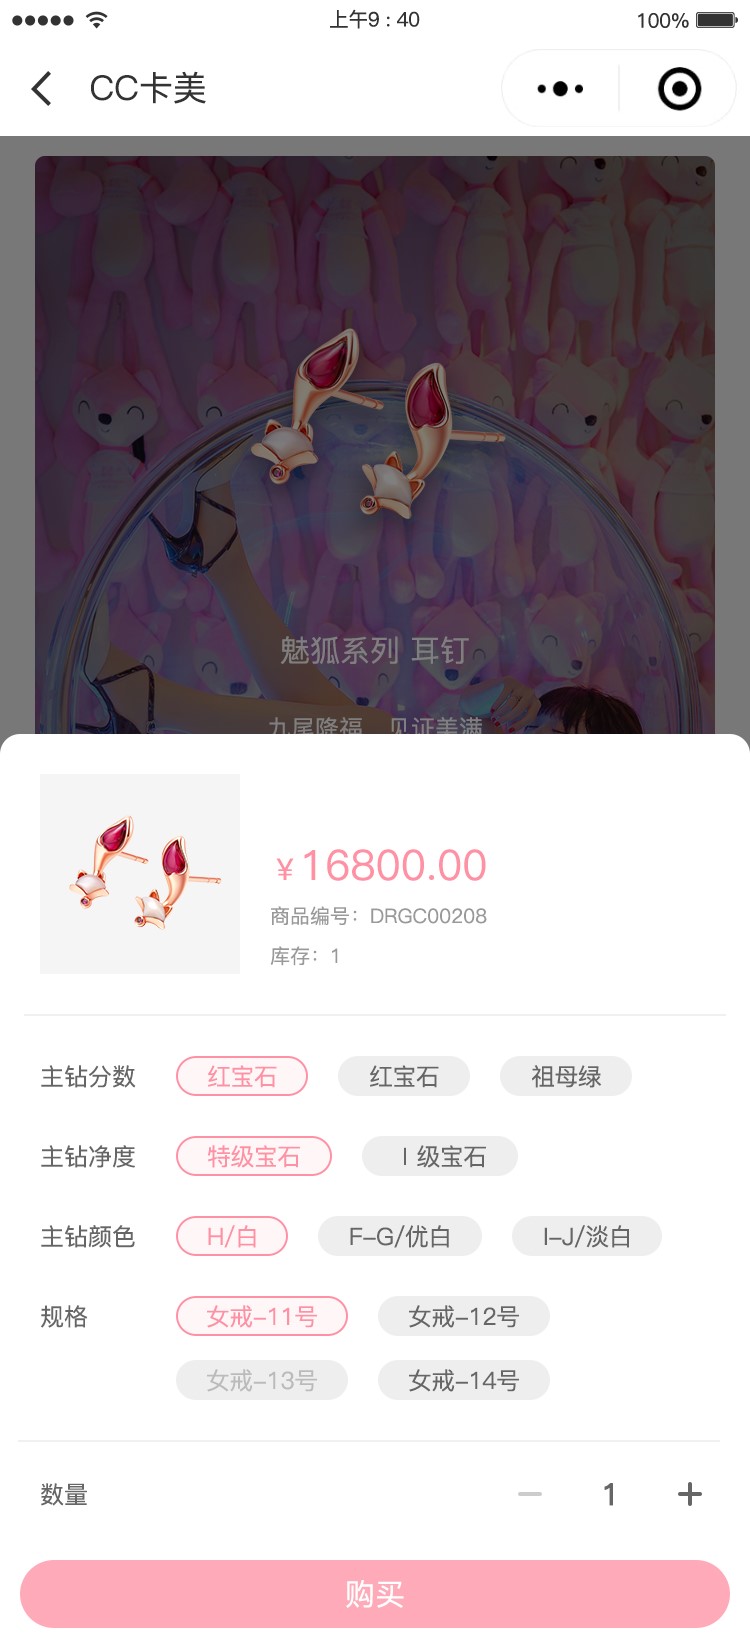 上午9 : 40
100%
CC卡美
魅狐系列 耳钉
九尾降福 见证美满
¥16800.00
商品编号：DRGC00208
库存：1
主钻分数 红宝石 红宝石 祖母绿
主钻净度 特级宝石 I 级宝石
主钻颜色 H/白 F-G/优白 I-J/淡白
规格 女戒-11号 女戒-12号
女戒-13号 女戒-14号
数量 1
购买